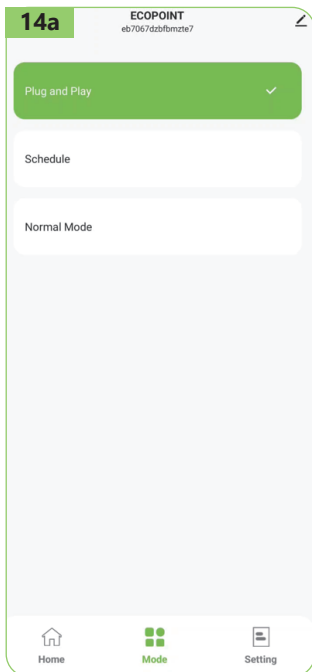 14a
ECOPOINT
eb7067dzbfbmzte7
Plug and Play
Schedule
Normal Mode
Home
Mode
Setting